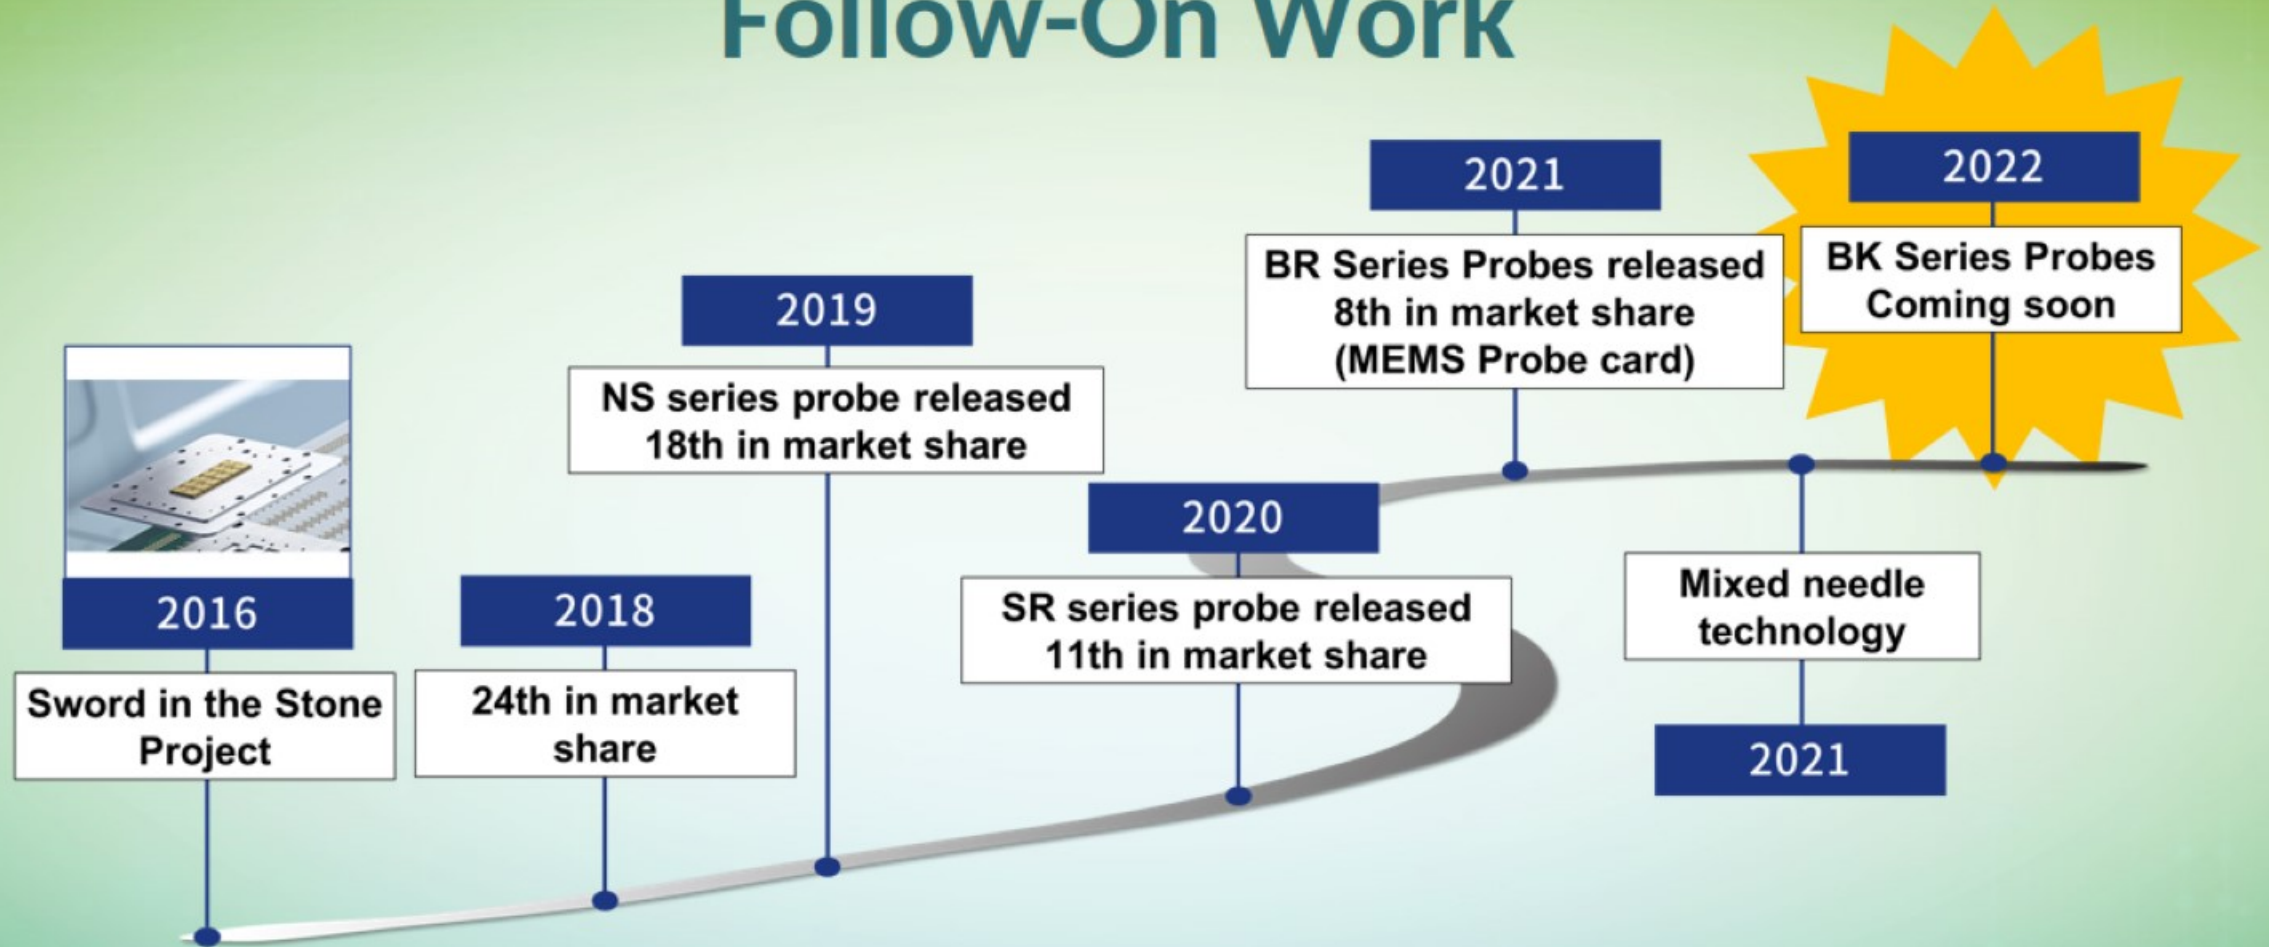 Follow-On Work
2016
Sword in the Stone
Project
2018
24th in market
share
2019
NS series probe released
18th in market share
2020
SR series probe released
11th in market share
2021
BR Series Probes released
8th in market share
(MEMS Probe card)
Mixed needle
technology
2021
2022
BK Series Probes
Coming soon